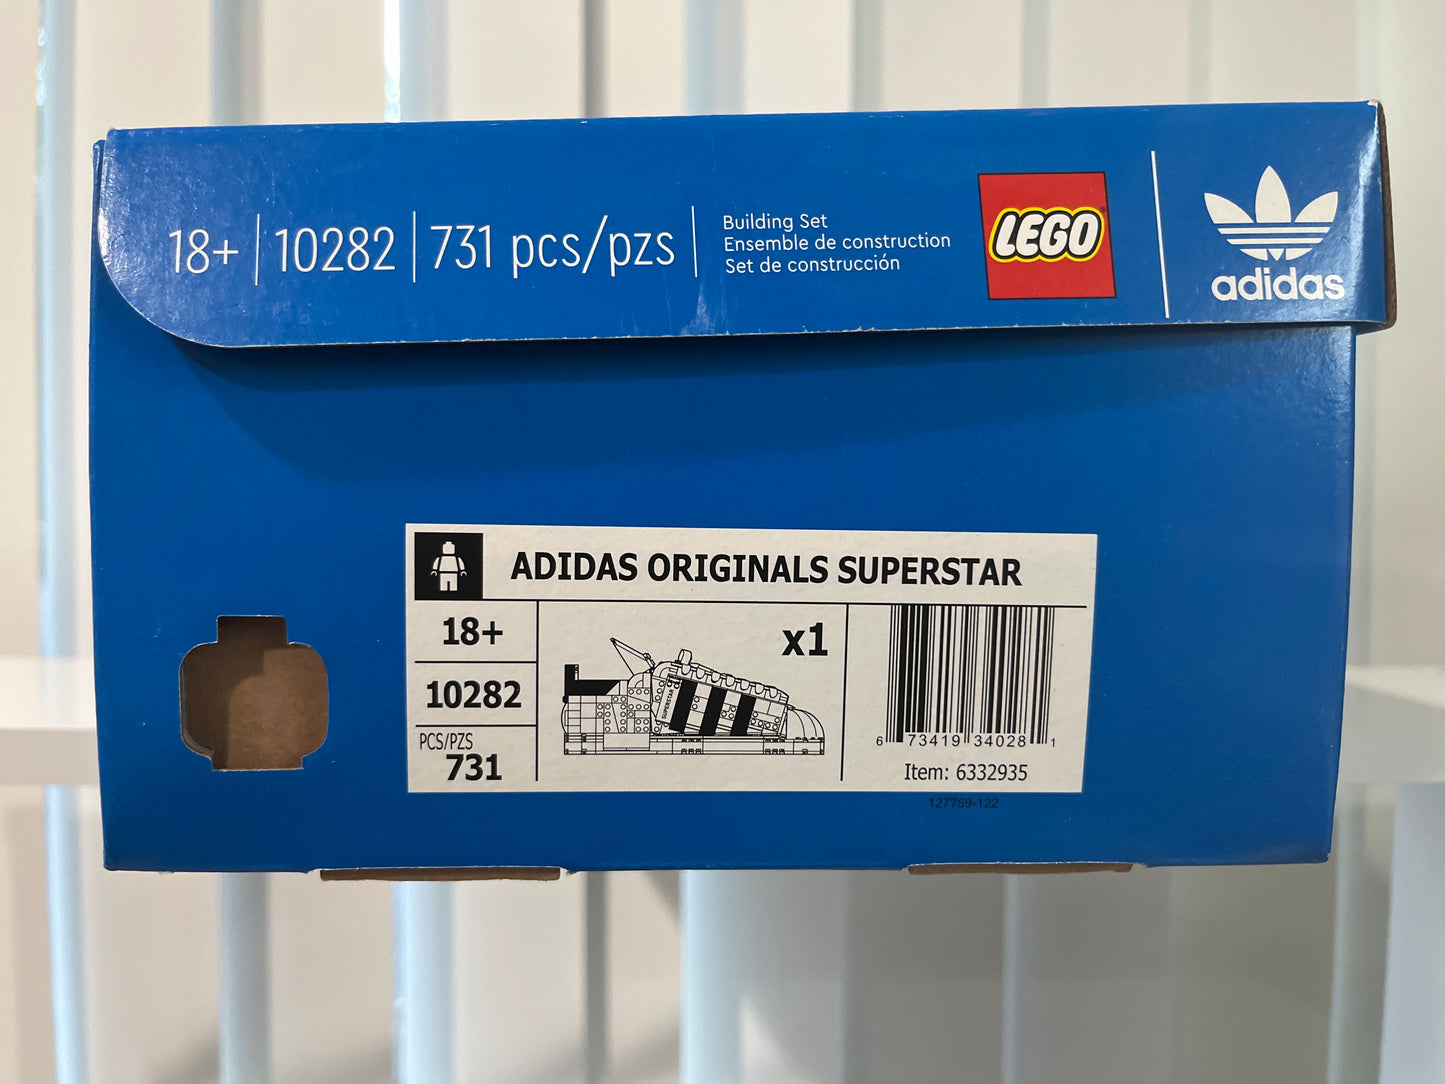 18+ | 10282 | 731 pcs/pzs
Building Set
Ensemble de construction
Set de construcción
LEGO
adidas
ADIDAS ORIGINALS SUPERSTAR
18+
10282
PCS/PZS
731
x1
SUPERSTAR
6 73419 34028 1
Item: 6332935
127759-122